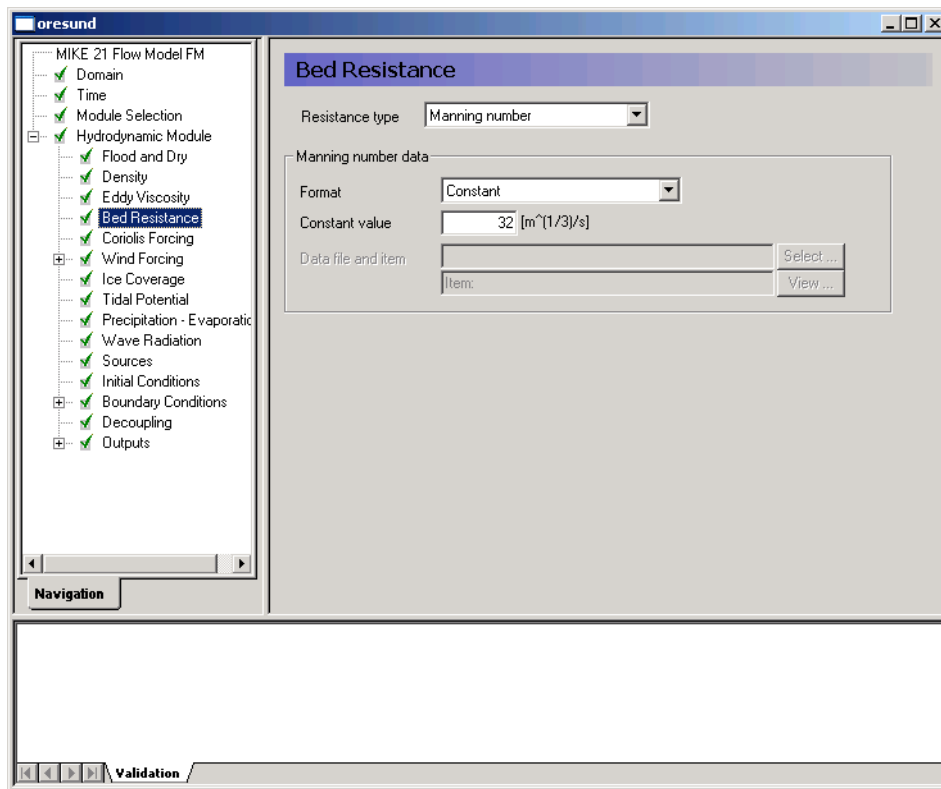 oresund
MIKE 21 Flow Model FM
Domain
Time
Module Selection
Hydrodynamic Module
Flood and Dry
Density
Eddy Viscosity
Bed Resistance
Coriolis Forcing
Wind Forcing
Ice Coverage
Tidal Potential
Precipitation - Evaporatic
Wave Radiation
Sources
Initial Conditions
Boundary Conditions
Decoupling
Outputs
Navigation
Bed Resistance
Resistance type Manning number
Manning number data
Format Constant
Constant value 32 [m^(1/3)/s]
Data file and item Select ...
Item: View ...
Validation